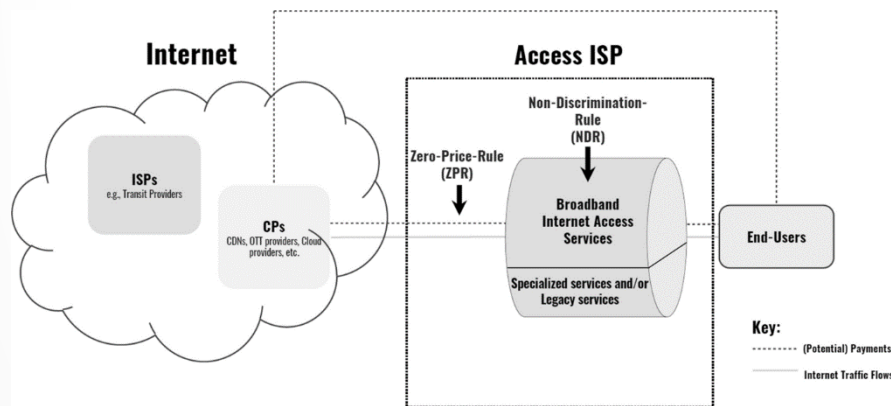 Internet
Access ISP
Non-Discrimination-
Rule
(NDR)
Zero-Price-Rule
(ZPR)
ISPs
e.g., Transit Providers
CPs
CDNs, OTT providers, Cloud
providers, etc.
Broadband
Internet Access
Services
Specialized services and/or
Legacy services
End-Users
Key:
(Potential) Payments
Internet Traffic Flows